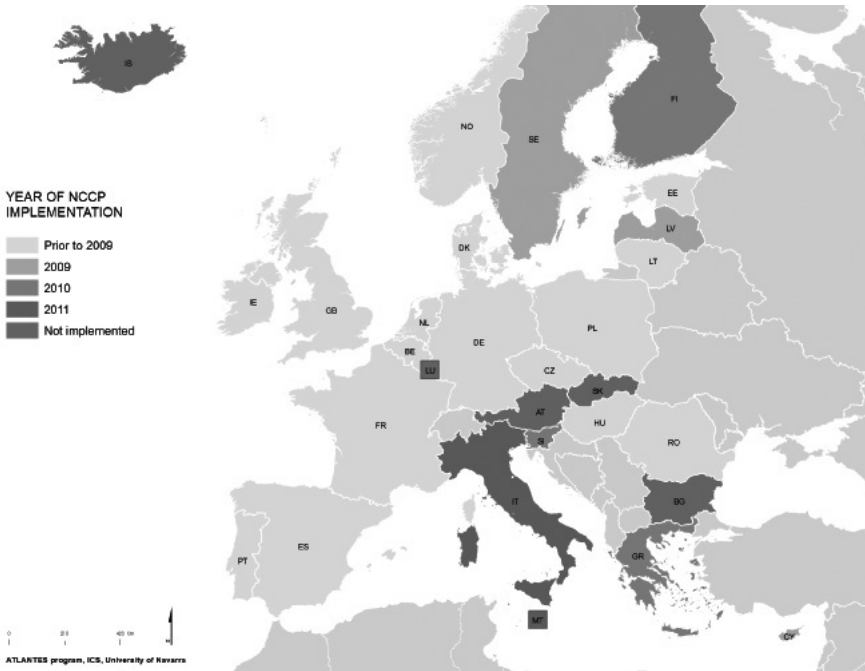 IS
FI
NO
SE
YEAR OF NCCP
IMPLEMENTATION
Prior to 2009
2009
2010
2011
Not implemented
EE
LV
DK
LT
IE
GB
NL
PL
DE
BE
LU
CZ
SK
AT
HU
FR
SI
RO
IT
BG
ES
PT
GR
MT
CY
0
ATLANTES program, ICS, University of Navarra